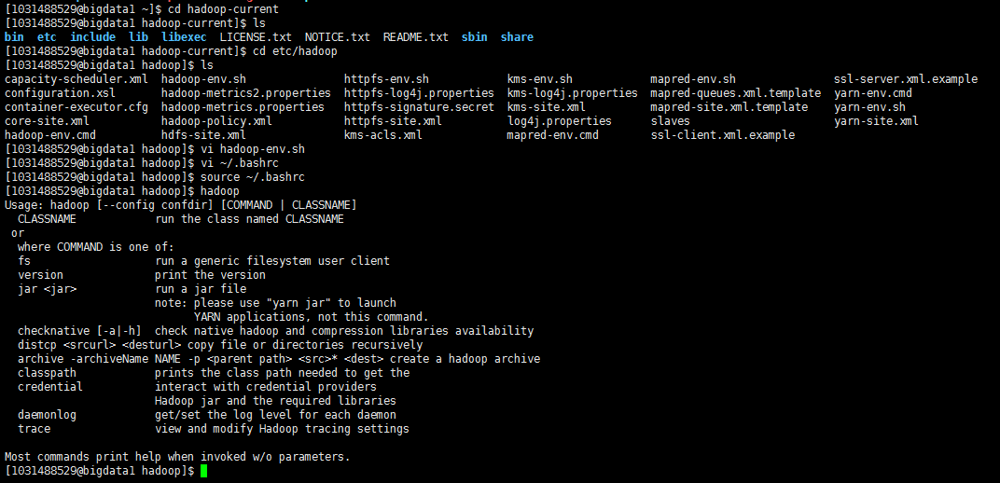 [1031488529@bigdata1 ~]$ cd hadoop-current
[1031488529@bigdata1 hadoop-current]$ ls
bin  etc  include  lib  libexec  LICENSE.txt  NOTICE.txt  README.txt  sbin  share
[1031488529@bigdata1 hadoop-current]$ cd etc/hadoop
[1031488529@bigdata1 hadoop]$ ls
capacity-scheduler.xml  hadoop-env.sh               httpfs-env.sh            kms-env.sh            mapred-env.sh               ssl-server.xml.example
configuration.xsl       hadoop-metrics2.properties  httpfs-log4j.properties  kms-log4j.properties  mapred-queues.xml.template  yarn-env.cmd
container-executor.cfg  hadoop-metrics.properties   httpfs-signature.secret  kms-site.xml          mapred-site.xml.template    yarn-env.sh
core-site.xml           hadoop-policy.xml           httpfs-site.xml          log4j.properties      slaves                      yarn-site.xml
hadoop-env.cmd          hdfs-site.xml               kms-acls.xml             mapred-env.cmd        ssl-client.xml.example
[1031488529@bigdata1 hadoop]$ vi hadoop-env.sh
[1031488529@bigdata1 hadoop]$ vi ~/.bashrc
[1031488529@bigdata1 hadoop]$ source ~/.bashrc
[1031488529@bigdata1 hadoop]$ hadoop
Usage: hadoop [--config confdir] [COMMAND | CLASSNAME]
  CLASSNAME            run the class named CLASSNAME
 or
  where COMMAND is one of:
  fs                   run a generic filesystem user client
  version              print the version
  jar <jar>            run a jar file
                       note: please use "yarn jar" to launch
                             YARN applications, not this command.
  checknative [-a|-h]  check native hadoop and compression libraries availability
  distcp <srcurl> <desturl> copy file or directories recursively
  archive -archiveName NAME -p <parent path> <src>* <dest> create a hadoop archive
  classpath            prints the class path needed to get the
  credential           interact with credential providers
                       Hadoop jar and the required libraries
  daemonlog            get/set the log level for each daemon
  trace                view and modify Hadoop tracing settings

Most commands print help when invoked w/o parameters.
[1031488529@bigdata1 hadoop]$